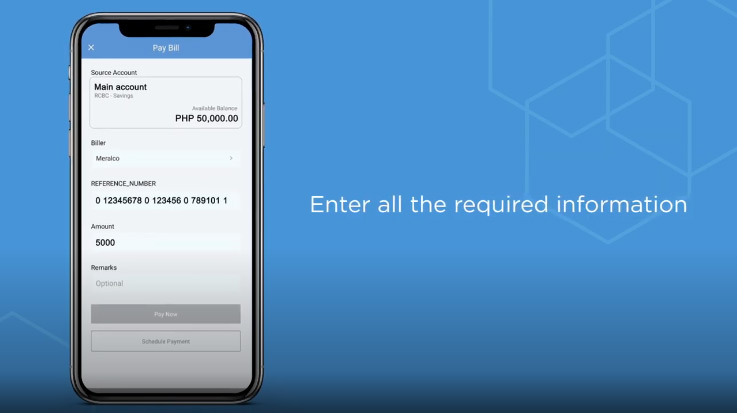 Pay Bill
Source Account
Main account
RCBC - Savings
Available Balance
PHP 50,000.00
Biller
Meralco
REFERENCE_NUMBER
0 12345678 0 123456 0 789101 1
Amount
5000
Remarks
Optional
Pay Now
Schedule Payment
Enter all the required information